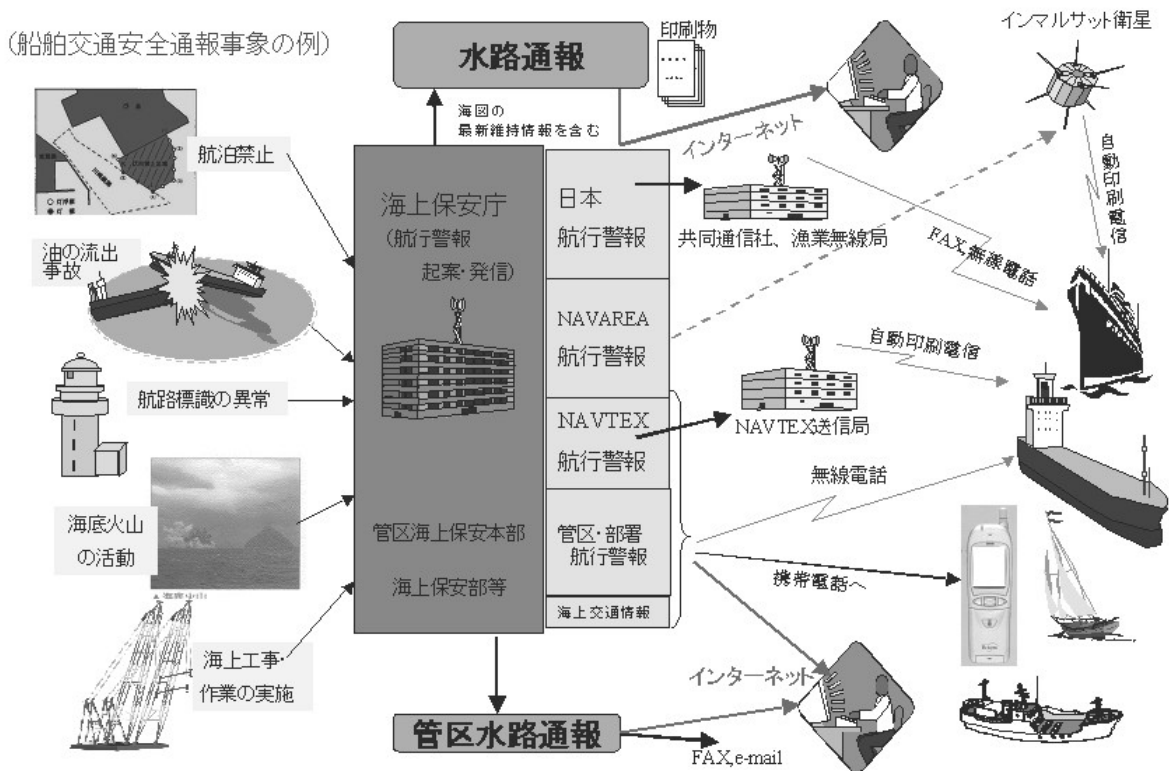 (船舶交通安全通報事象の例)
航泊禁止
油の流出
事故
航路標識の異常
海底火山
の活動
海上工事・
作業の実施
水路通報
印刷物
海図の
最新維持情報を含む
海上保安庁
(航行警報
起案・発信)
管区海上保安本部
海上保安部等
日本
航行警報
NAVAREA
航行警報
NAVTEX
航行警報
管区・部署
航行警報
海上交通情報
管区水路通報
インターネット
共同通信社、漁業無線局
FAX,無線電話
インマルサット衛星
自動印刷電信
自動印刷電信
NAVTEX送信局
無線電話
携帯電話へ
インターネット
FAX,e-mail